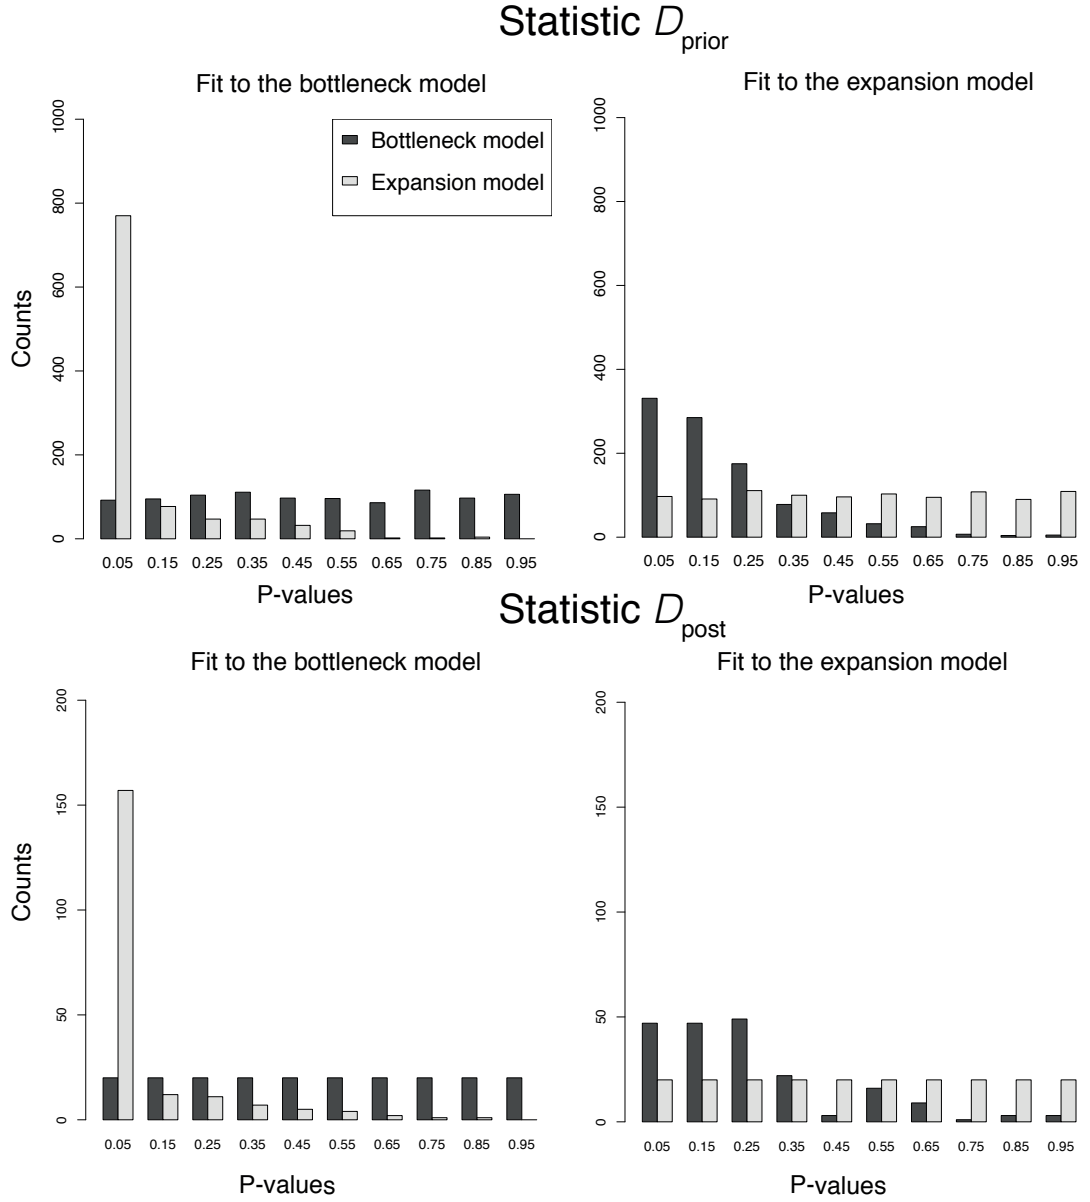 Statistic D prior
Fit to the bottleneck model
Fit to the expansion model
Bottleneck model
Expansion model
Counts
0 200 400 600 800 1000
0 200 400 600 800 1000
0.05 0.15 0.25 0.35 0.45 0.55 0.65 0.75 0.85 0.95
0.05 0.15 0.25 0.35 0.45 0.55 0.65 0.75 0.85 0.95
P-values
P-values
Statistic D post
Fit to the bottleneck model
Fit to the expansion model
Counts
0 50 100 150 200
0 50 100 150 200
0.05 0.15 0.25 0.35 0.45 0.55 0.65 0.75 0.85 0.95
0.05 0.15 0.25 0.35 0.45 0.55 0.65 0.75 0.85 0.95
P-values
P-values